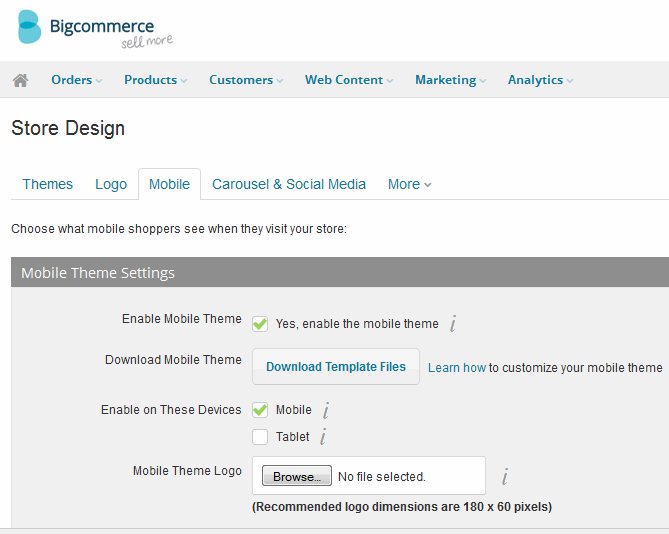 Bigcommerce
sell more
Orders Products Customers Web Content Marketing Analytics
Store Design
Themes Logo Mobile Carousel & Social Media More
Choose what mobile shoppers see when they visit your store:
Mobile Theme Settings
Enable Mobile Theme Yes, enable the mobile theme i
Download Mobile Theme Download Template Files Learn how to customize your mobile theme
Enable on These Devices Mobile i
Tablet i
Mobile Theme Logo Browse... No file selected. i
(Recommended logo dimensions are 180 x 60 pixels)